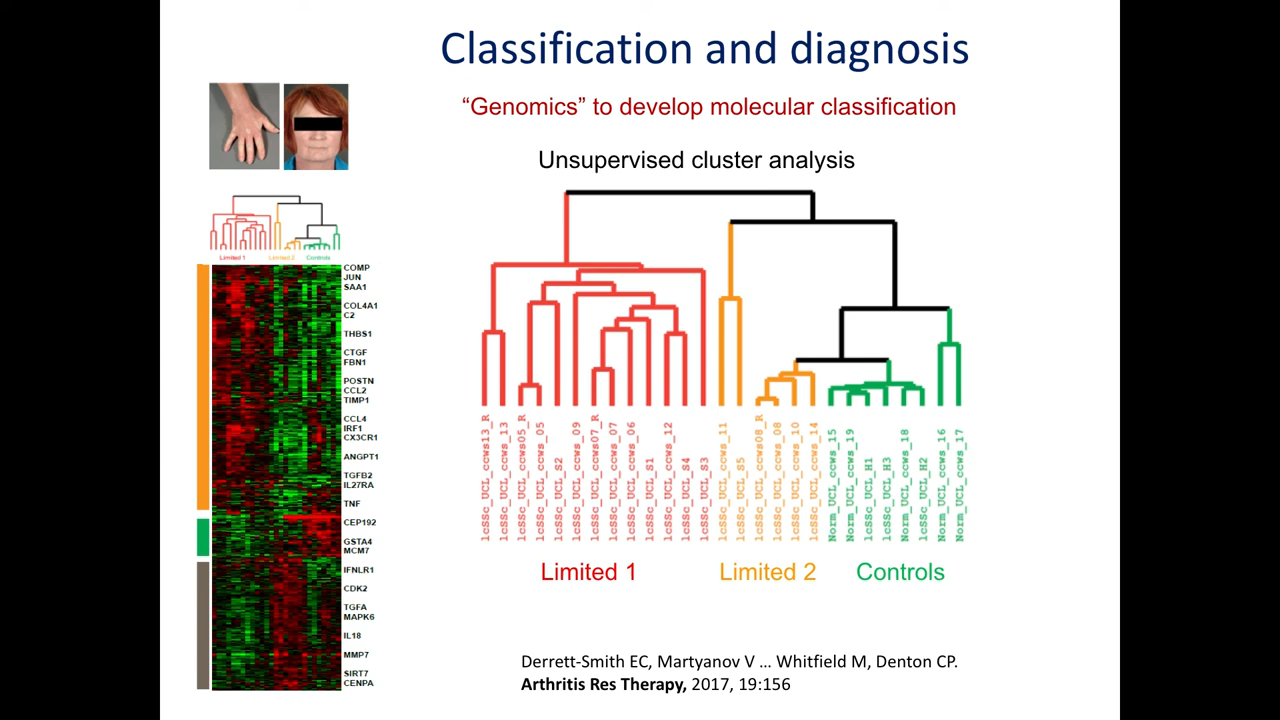 Classification and diagnosis
“Genomics” to develop molecular classification
Unsupervised cluster analysis
Limited 1
Limited 2
Controls
COMP
JUN
SAA1
COL4A1
C2
THBS1
CTGF
FBN1
POSTN
CCL2
TIMP1
CCL4
IRF1
CX3CR1
ANGPT1
TGFB2
IL27RA
TNF
CEP192
GSTA4
MCM7
IFNLR1
CDK2
TGFA
MAPK6
IL18
MMP7
SIRT7
CENPA
lcSSc_UCL_ccws13_R
lcSSc_UCL_ccws_13
lcSSc_UCL_ccws05_R
lcSSc_UCL_ccws_05
lcSSc_UCL_S2
lcSSc_UCL_ccws_09
lcSSc_UCL_ccws07_R
lcSSc_UCL_ccws_07
lcSSc_UCL_ccws_06
lcSSc_UCL_S1
lcSSc_UCL_ccws_12
lcSSc_UCL_S4
lcSSc_UCL_S3
lcSSc_UCL_ccws_11
lcSSc_UCL_S5
lcSSc_UCL_ccws08_R
lcSSc_UCL_ccws_08
lcSSc_UCL_ccws_10
lcSSc_UCL_ccws_14
Norm_UCL_ccws_15
Norm_UCL_ccws_19
lcSSc_UCL_H1
lcSSc_UCL_H3
Norm_UCL_ccws_18
lcSSc_UCL_H2
Norm_UCL_ccws_16
Norm_UCL_ccws_17
Limited 1
Limited 2
Controls
Derrett-Smith EC, Martyanov V ... Whitfield M, Denton CP.
Arthritis Res Therapy, 2017, 19:156